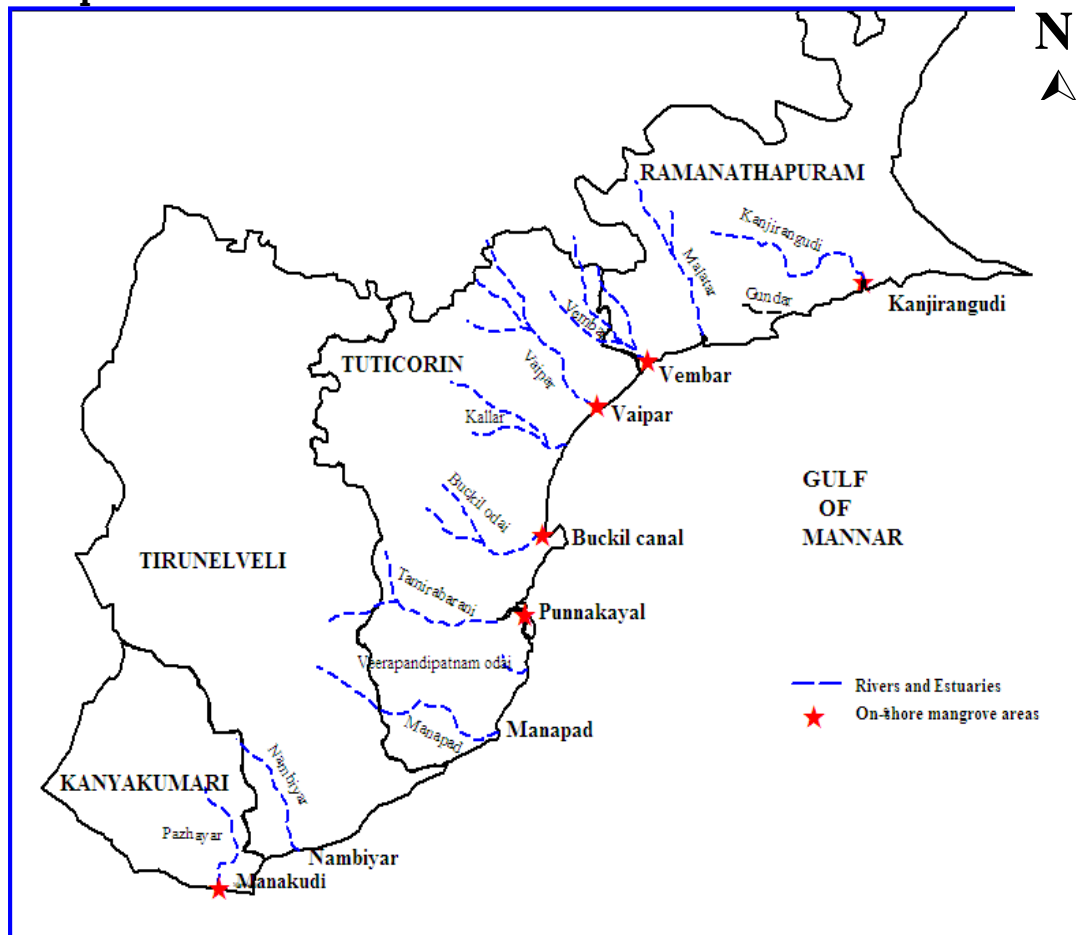 N
RAMANATHAPURAM
Kanjirangudi
Malatar
Gundar
Kanjirangudi
Vembar
Vembar
TUTICORIN
Vaipar
Vaipar
Kallar
GULF
OF
MANNAR
Buckil odai
Buckil canal
TIRUNELVELI
Tamirabarani
Punnakayal
Veerapandipatnam odai
Rivers and Estuaries
On-shore mangrove areas
Manapad
Manapad
KANYAKUMARI
Nambiyar
Pazhayar
Nambiyar
Manakudi